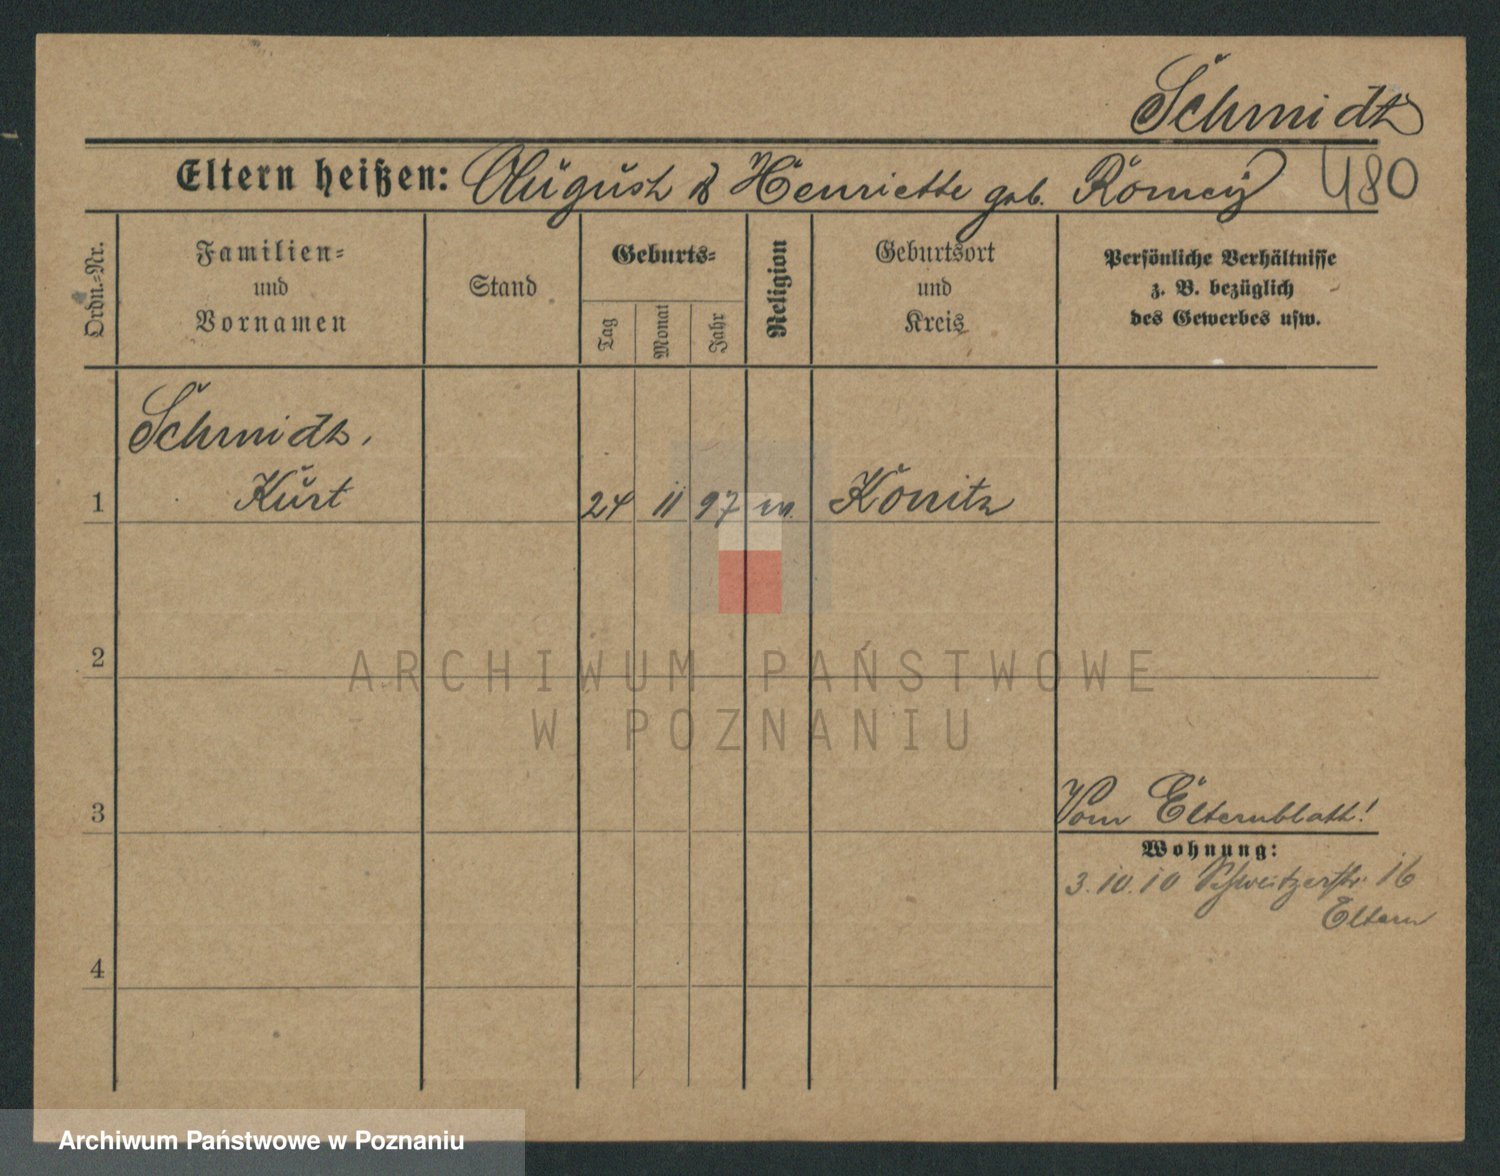 Schmidt
Eltern heißen: August & Henriette geb.
480
Ordn.-Nr.
Familien-
und
Vornamen
Stand
Geburts-
Tag
Monat
Jahr
Religion
Geburtsort
und
Kreis
Persönliche Verhältnisse
z. B. bezüglich
des Gewerbes usw.
Schmidt,
1 Kurt 24 11 97 Konitz
2
ARCHIWUM PAŃSTWOWE
W POZNANIU
3 Vom Elternblatt!
Wohnung:
3.10.10 Schweitzerstr. 16
Eltern
4
Archiwum Państwowe w Poznaniu